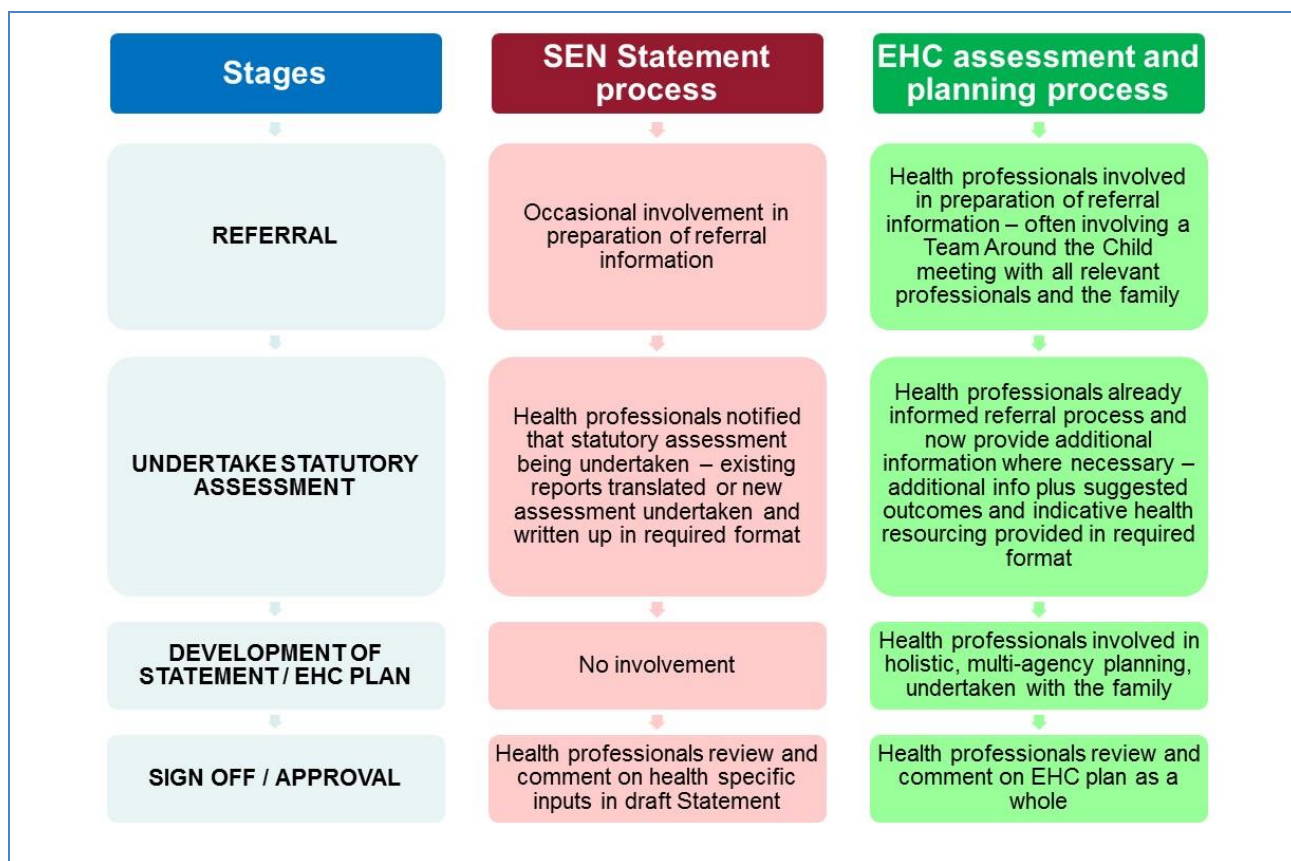 Stages
SEN Statement
process
EHC assessment and
planning process
REFERRAL
Occasional involvement in
preparation of referral
information
Health professionals involved
in preparation of referral
information – often involving a
Team Around the Child
meeting with all relevant
professionals and the family
UNDERTAKE STATUTORY
ASSESSMENT
Health professionals notified
that statutory assessment
being undertaken – existing
reports translated or new
assessment undertaken and
written up in required format
Health professionals already
informed referral process and
now provide additional
information where necessary –
additional info plus suggested
outcomes and indicative health
resourcing provided in required
format
DEVELOPMENT OF
STATEMENT / EHC PLAN
No involvement
Health professionals involved in
holistic, multi-agency planning,
undertaken with the family
SIGN OFF / APPROVAL
Health professionals review and
comment on health specific
inputs in draft Statement
Health professionals review and
comment on EHC plan as a
whole